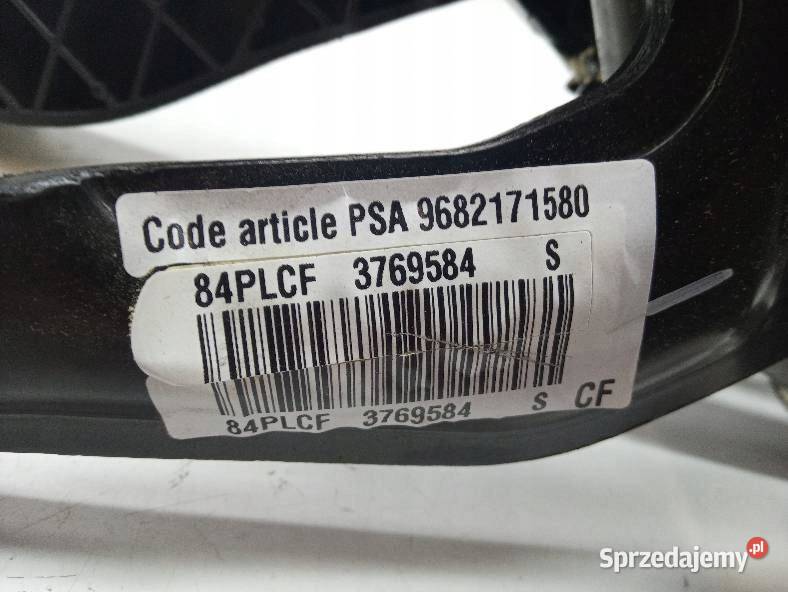 Code article PSA 9682171580
84PLCF 3769584 S
84PLCF 3769584 S CF
Sprzedajemy.pl